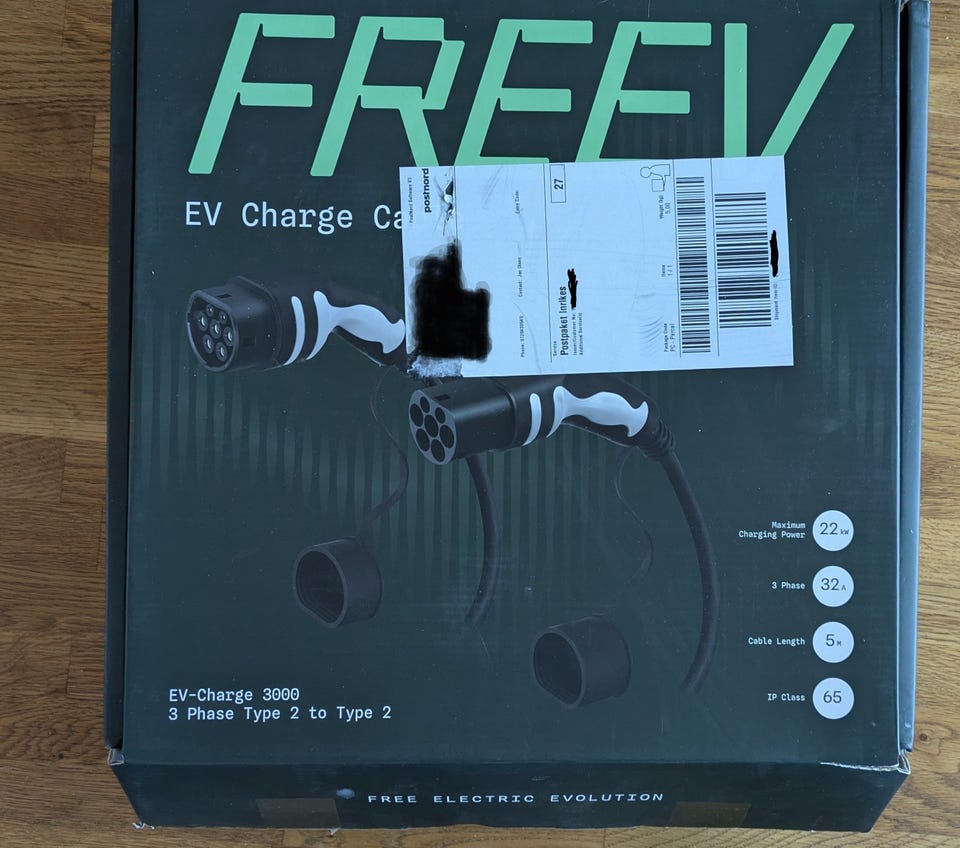 FREEV
EV Charge Ca
postnord
27
Postpaket Inrikes
Maximum
Charging Power
22 kW
3 Phase
32 A
Cable Length
5 M
IP Class
65
EV-Charge 3000
3 Phase Type 2 to Type 2
FREE ELECTRIC EVOLUTION